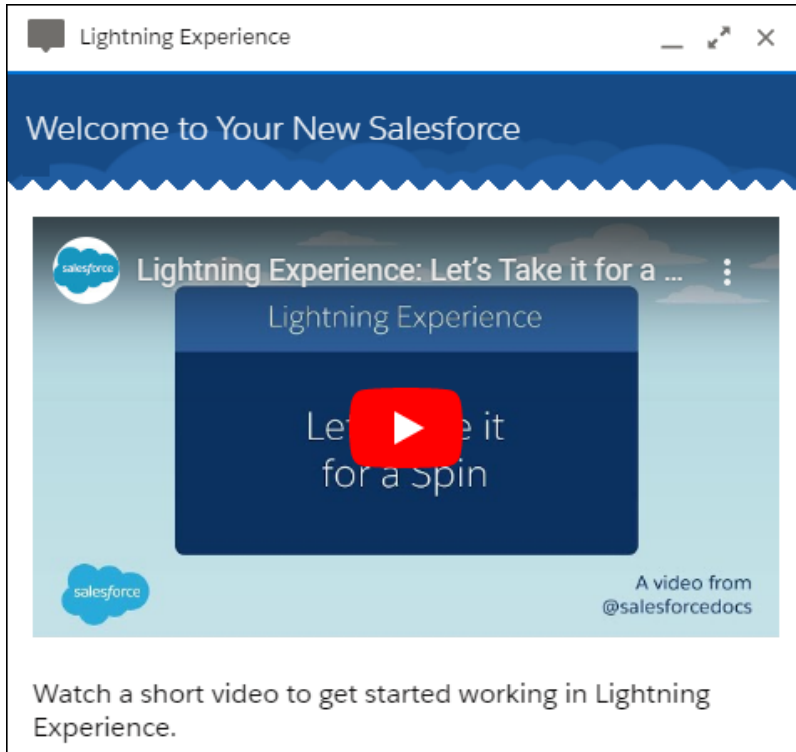 Lightning Experience
Welcome to Your New Salesforce
salesforce
Lightning Experience: Let's Take it for a ...
Lightning Experience
Let e it
for a Spin
salesforce
A video from
@salesforcedocs
Watch a short video to get started working in Lightning
Experience.